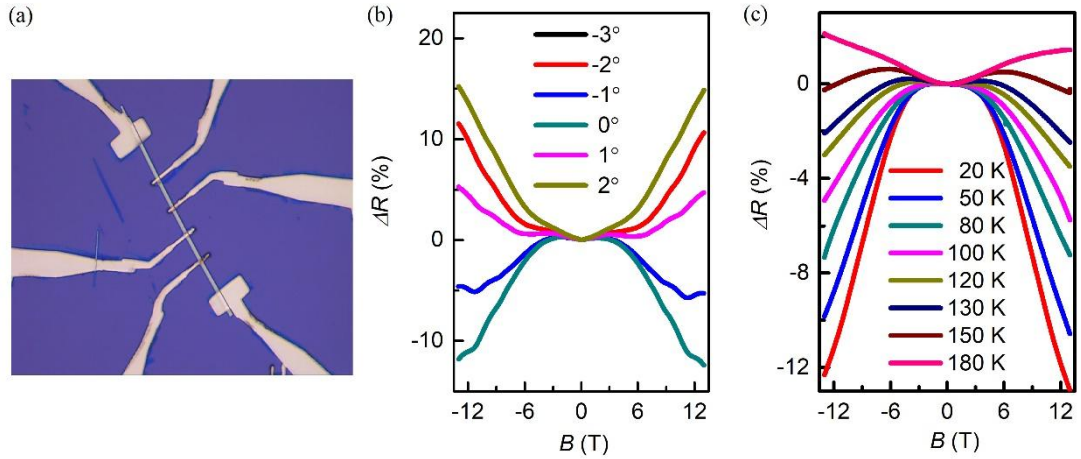 (a)
(b)
ΔR (%)
20
10
0
-10
-3°
-2°
-1°
0°
1°
2°
-12 -6 0 6 12
B (T)
(c)
ΔR (%)
0
-4
-8
-12
20 K
50 K
80 K
100 K
120 K
130 K
150 K
180 K
-12 -6 0 6 12
B (T)